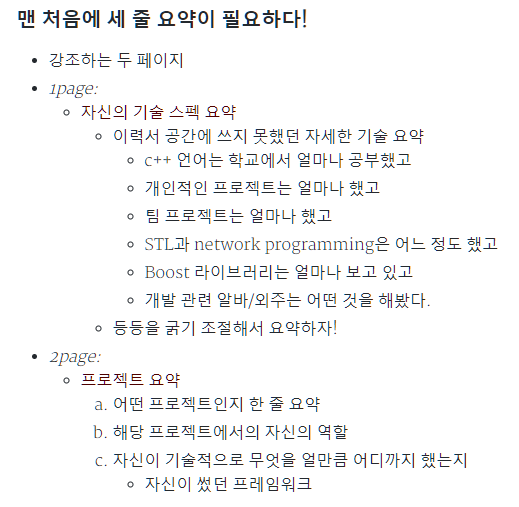 맨 처음에 세 줄 요약이 필요하다!
강조하는 두 페이지
1page:
자신의 기술 스펙 요약
이력서 공간에 쓰지 못했던 자세한 기술 요약
c++ 언어는 학교에서 얼마나 공부했고
개인적인 프로젝트는 얼마나 했고
팀 프로젝트는 얼마나 했고
STL과 network programming은 어느 정도 했고
Boost 라이브러리는 얼마나 보고 있고
개발 관련 알바/외주는 어떤 것을 해봤다.
등등을 굵기 조절해서 요약하자!
2page:
프로젝트 요약
a. 어떤 프로젝트인지 한 줄 요약
b. 해당 프로젝트에서의 자신의 역할
c. 자신이 기술적으로 무엇을 얼만큼 어디까지 했는지
자신이 썼던 프레임워크